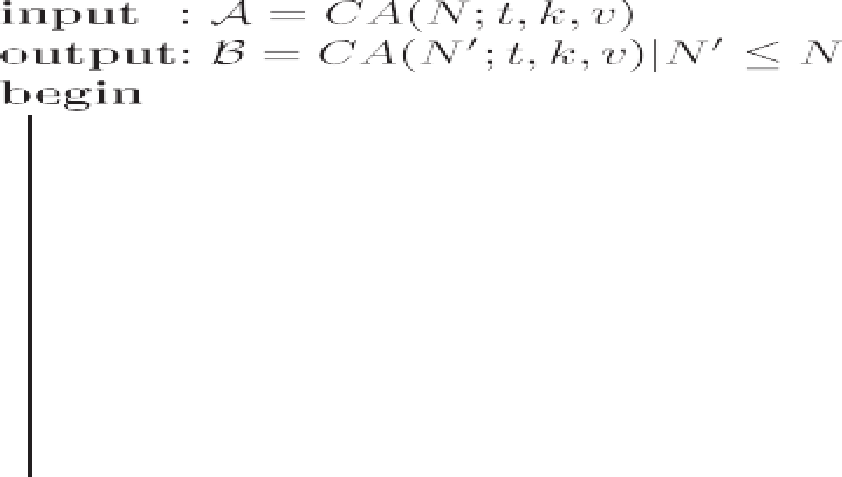 input : 𝒜 = CA(N; t, k, v)
output: ℬ = CA(N′; t, k, v)|N′ ≤ N
begin